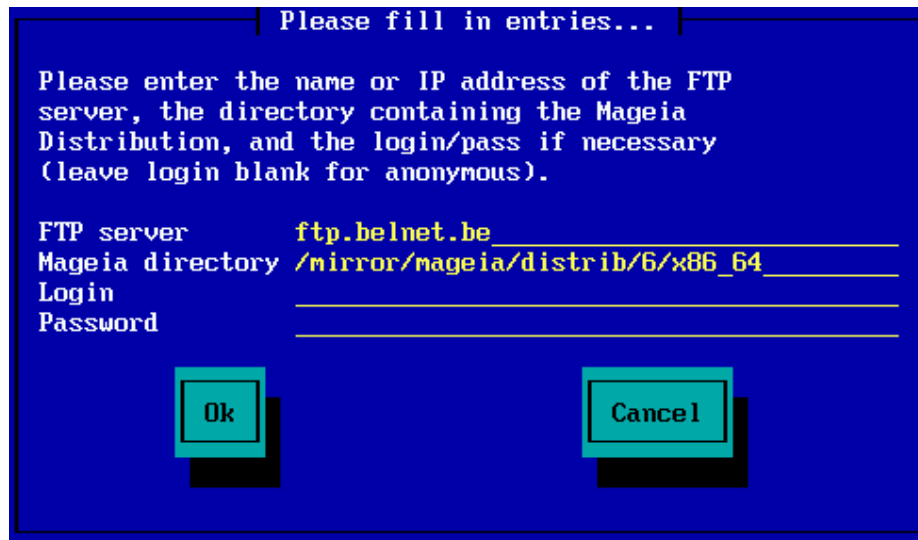 Please fill in entries...
Please enter the name or IP address of the FTP
server, the directory containing the Mageia
Distribution, and the login/pass if necessary
(leave login blank for anonymous).
FTP server ftp.belnet.be
Mageia directory /mirror/mageia/distrib/6/x86_64
Login
Password
Ok Cancel